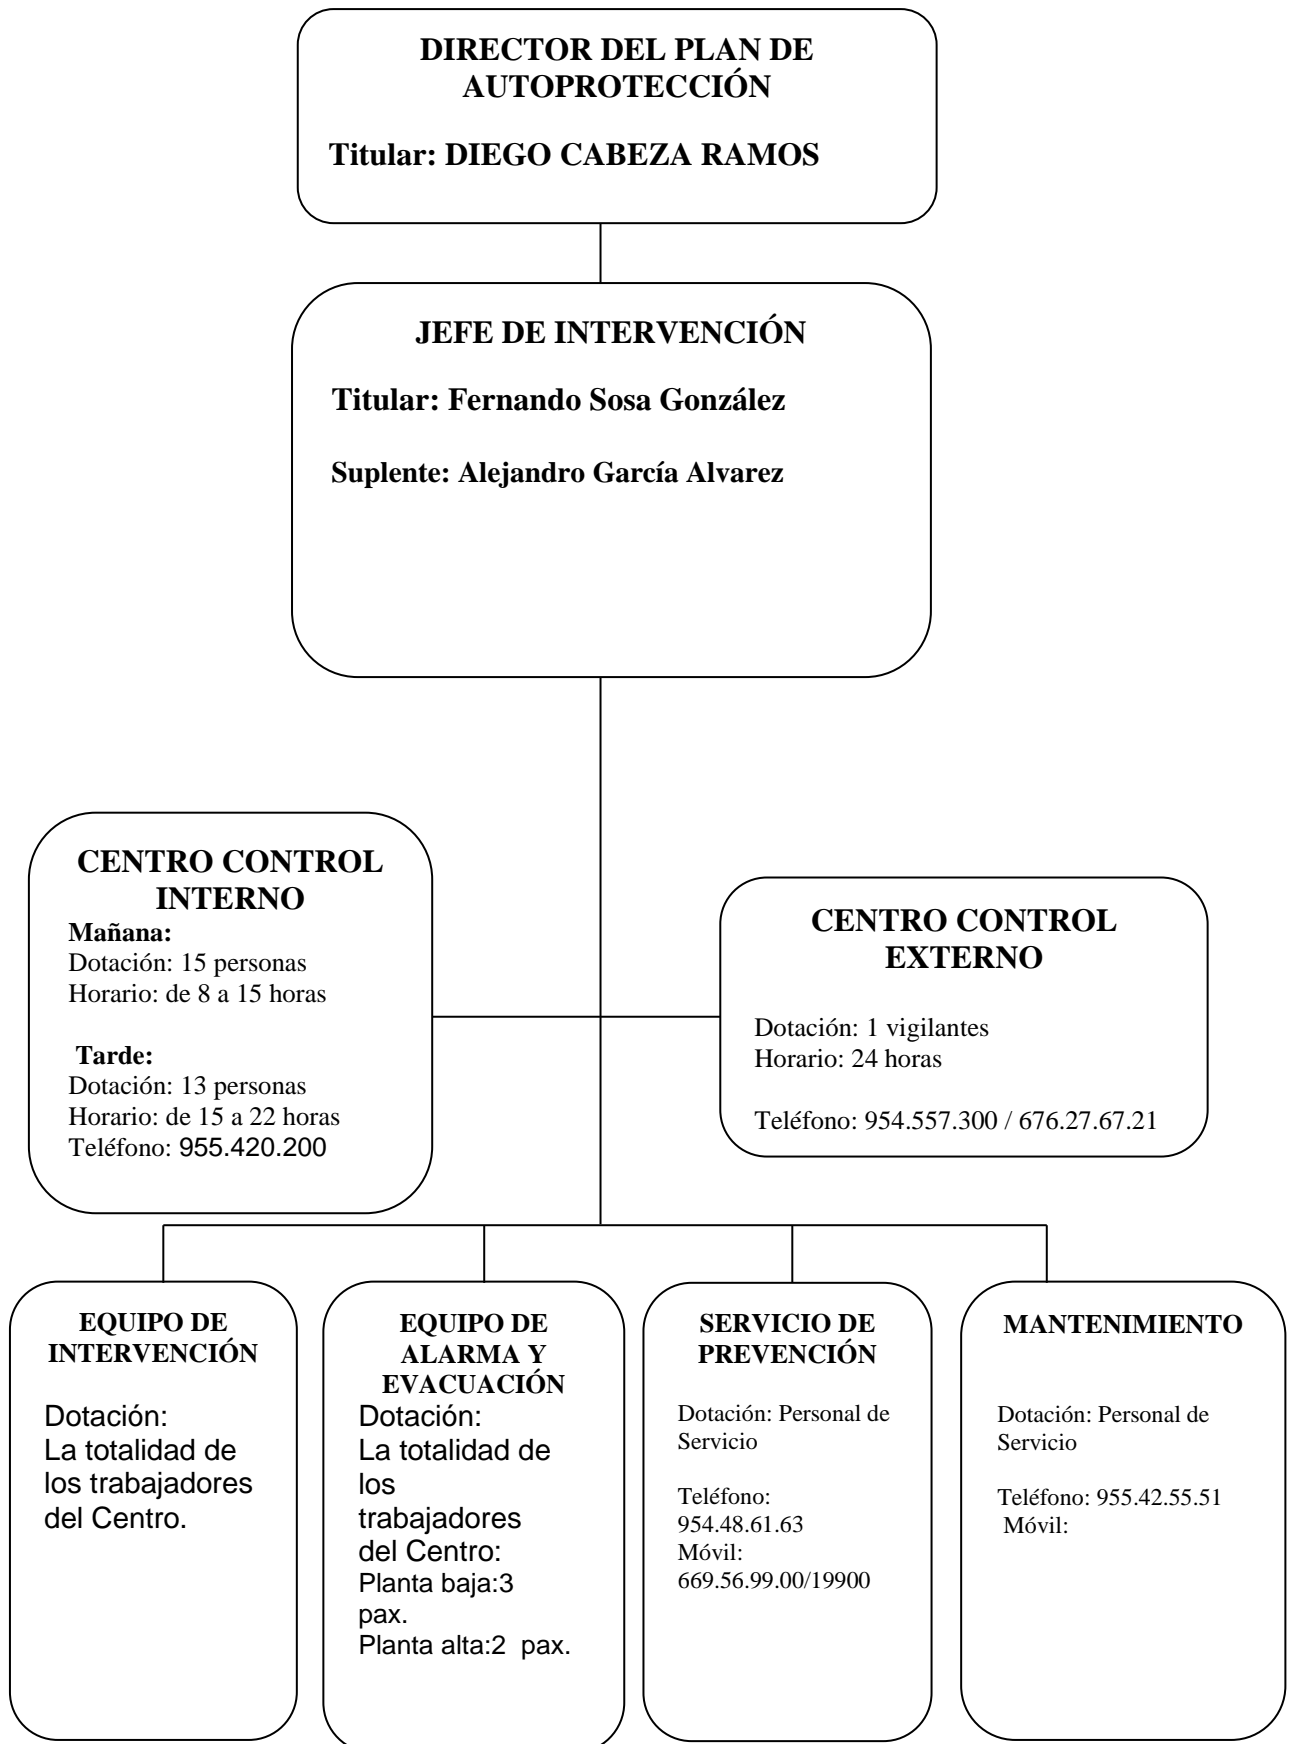 DIRECTOR DEL PLAN DE
AUTOPROTECCIÓN
Titular: DIEGO CABEZA RAMOS
JEFE DE INTERVENCIÓN
Titular: Fernando Sosa González
Suplente: Alejandro García Alvarez
CENTRO CONTROL
INTERNO
Mañana:
Dotación: 15 personas
Horario: de 8 a 15 horas
Tarde:
Dotación: 13 personas
Horario: de 15 a 22 horas
Teléfono: 955.420.200
CENTRO CONTROL
EXTERNO
Dotación: 1 vigilantes
Horario: 24 horas
Teléfono: 954.557.300 / 676.27.67.21
EQUIPO DE
INTERVENCIÓN
Dotación:
La totalidad de
los trabajadores
del Centro.
EQUIPO DE
ALARMA Y
EVACUACIÓN
Dotación:
La totalidad de
los
trabajadores
del Centro:
Planta baja:3
pax.
Planta alta:2 pax.
SERVICIO DE
PREVENCIÓN
Dotación: Personal de
Servicio
Teléfono:
954.48.61.63
Móvil:
669.56.99.00/19900
MANTENIMIENTO
Dotación: Personal de
Servicio
Teléfono: 955.42.55.51
Móvil: